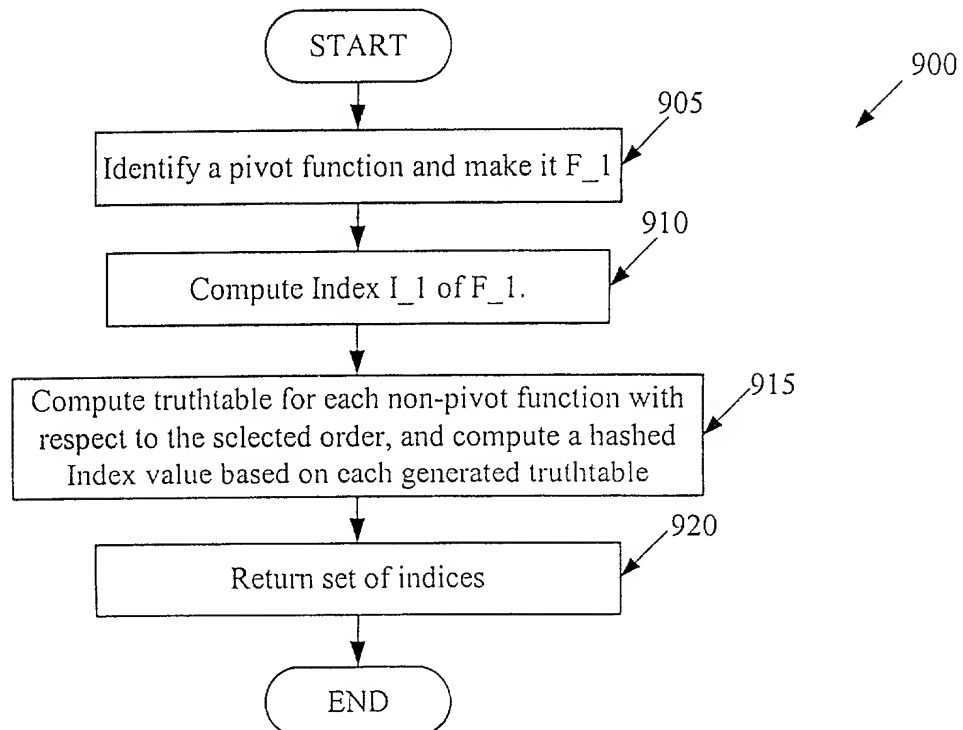 START
900
905
Identify a pivot function and make it F_1
910
Compute Index I_1 of F_1.
915
Compute truthtable for each non-pivot function with
respect to the selected order, and compute a hashed
Index value based on each generated truthtable
920
Return set of indices
END